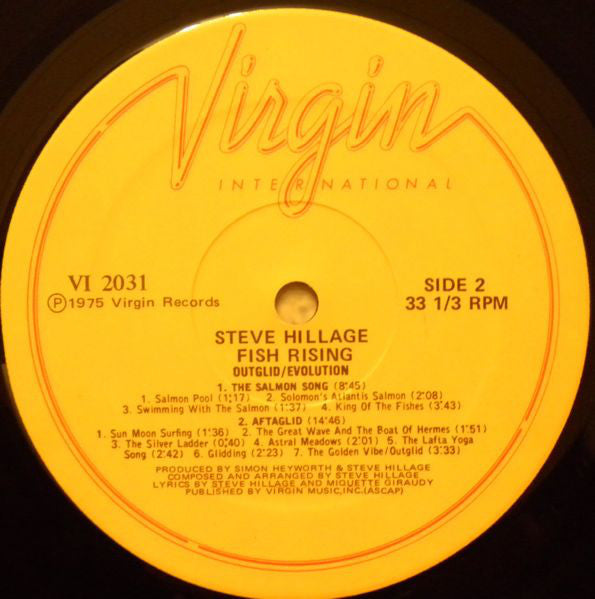 Virgin
INTERNATIONAL
VI 2031
℗1975 Virgin Records
SIDE 2
33 1/3 RPM
STEVE HILLAGE
FISH RISING
OUTGLID/EVOLUTION
1. THE SALMON SONG (8:45)
1. Salmon Pool (1:17) 2. Solomon's Atlantis Salmon (2:08)
3. Swimming With The Salmon (1:37) 4. King Of The Fishes (3:43)
2. AFTAGLID (14:46)
1. Sun Moon Surfing (1:36) 2. The Great Wave And The Boat Of Hermes (1:51)
3. The Silver Ladder (0:40) 4. Astral Meadows (2:01) 5. The Lafta Yoga
Song (2:42) 6. Glidding (2:23) 7. The Golden Vibe/Outglid (3:33)
PRODUCED BY SIMON HEYWORTH & STEVE HILLAGE
COMPOSED AND ARRANGED BY STEVE HILLAGE
LYRICS BY STEVE HILLAGE AND MIQUETTE GIRAUDY
PUBLISHED BY VIRGIN MUSIC,INC.(ASCAP)